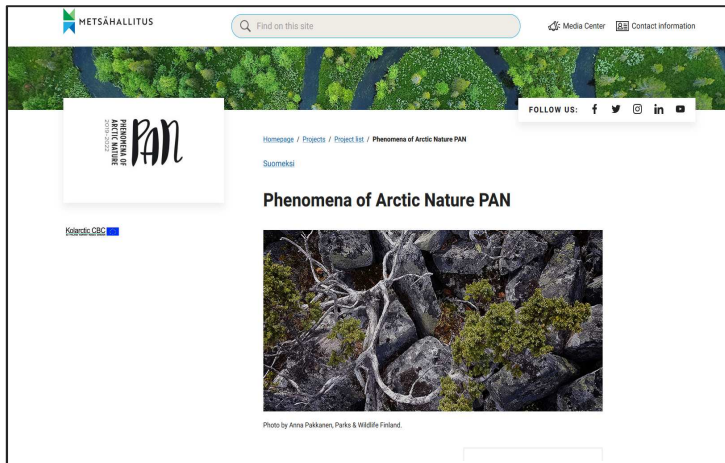 METSÄHALLITUS
Find on this site
Media Center
Contact information
FOLLOW US:
PHENOMENA OF
ARCTIC NATURE
2019-2022
PAN
Homepage / Projects / Project list / Phenomena of Arctic Nature PAN
Suomeksi
Phenomena of Arctic Nature PAN
Kolarctic CBC
Photo by Anna Pakkanen, Parks & Wildlife Finland.